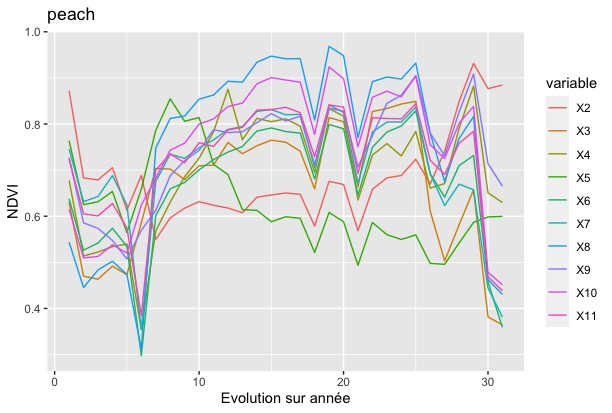 peach
1.0
0.8
0.6
0.4
NDVI
0
10
20
30
Evolution sur année
variable
X2
X3
X4
X5
X6
X7
X8
X9
X10
X11